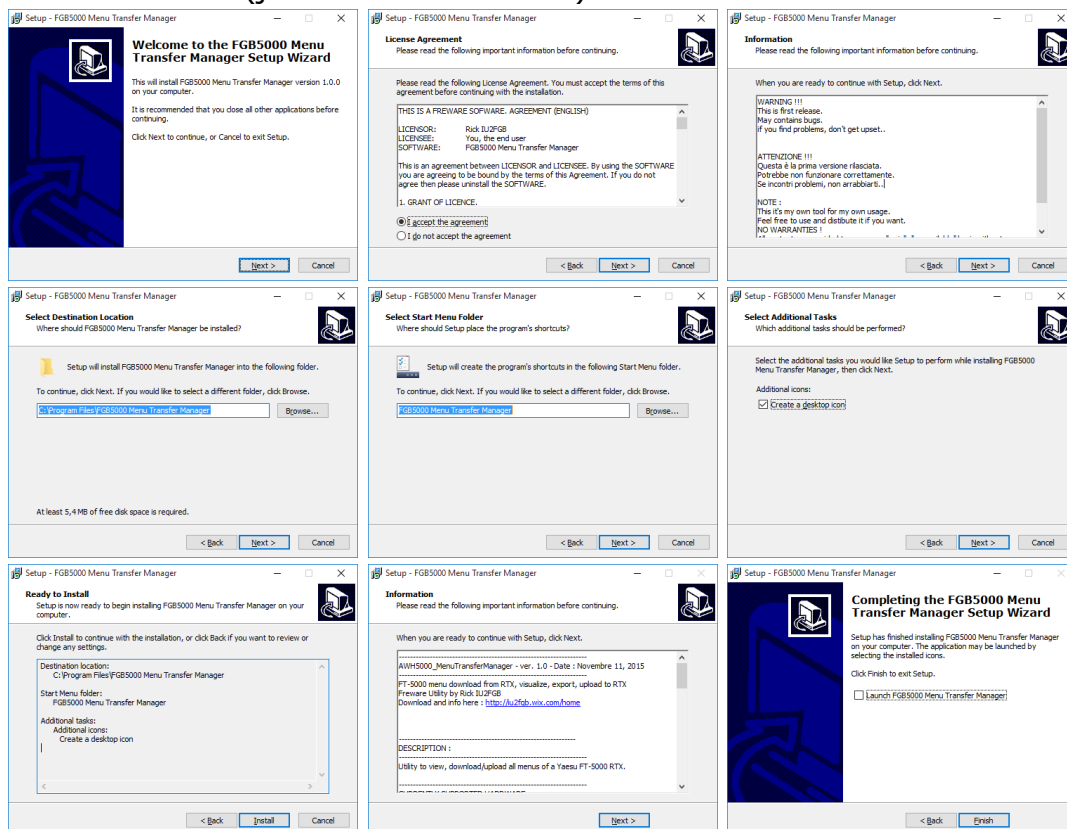 Setup - FGB5000 Menu Transfer Manager
Welcome to the FGB5000 Menu
Transfer Manager Setup Wizard
This will install FGB5000 Menu Transfer Manager version 1.0.0
on your computer.
It is recommended that you close all other applications before
continuing.
Click Next to continue, or Cancel to exit Setup.
Next >
Cancel
Setup - FGB5000 Menu Transfer Manager
License Agreement
Please read the following important information before continuing.
Please read the following License Agreement. You must accept the terms of this
agreement before continuing with the installation.
THIS IS A FREWARE SOFWARE. AGREEMENT (ENGLISH)
LICENSOR: Rick IU2FGB
LICENSEE: You, the end user
SOFTWARE: FGB5000 Menu Transfer Manager
This is an agreement between LICENSOR and LICENSEE. By using the SOFTWARE
you are agreeing to be bound by the terms of this Agreement. If you do not
agree then please uninstall the SOFTWARE.
1. GRANT OF LICENCE.
I accept the agreement
I do not accept the agreement
< Back
Next >
Cancel
Setup - FGB5000 Menu Transfer Manager
Information
Please read the following important information before continuing.
When you are ready to continue with Setup, click Next.
WARNING !!!
This is first release.
May contains bugs.
if you find problems, don't get upset..
ATTENZIONE !!!
Questa è la prima versione rilasciata.
Potrebbe non funzionare correttamente.
Se incontri problemi, non arrabbiarti..
NOTE :
This it's my own tool for my own usage.
Feel free to use and distbute it if you want.
NO WARRANTIES !
< Back
Next >
Cancel
Setup - FGB5000 Menu Transfer Manager
Select Destination Location
Where should FGB5000 Menu Transfer Manager be installed?
Setup will install FGB5000 Menu Transfer Manager into the following folder.
To continue, click Next. If you would like to select a different folder, click Browse.
C:\Program Files\FGB5000 Menu Transfer Manager
Browse...
At least 5,4 MB of free disk space is required.
< Back
Next >
Cancel
Setup - FGB5000 Menu Transfer Manager
Select Start Menu Folder
Where should Setup place the program's shortcuts?
Setup will create the program's shortcuts in the following Start Menu folder.
To continue, click Next. If you would like to select a different folder, click Browse.
FGB5000 Menu Transfer Manager
Browse...
< Back
Next >
Cancel
Setup - FGB5000 Menu Transfer Manager
Select Additional Tasks
Which additional tasks should be performed?
Select the additional tasks you would like Setup to perform while installing FGB5000
Menu Transfer Manager, then click Next.
Additional icons:
Create a desktop icon
< Back
Next >
Cancel
Setup - FGB5000 Menu Transfer Manager
Ready to Install
Setup is now ready to begin installing FGB5000 Menu Transfer Manager on your
computer.
Click Install to continue with the installation, or click Back if you want to review or
change any settings.
Destination location:
C:\Program Files\FGB5000 Menu Transfer Manager
Start Menu folder:
FGB5000 Menu Transfer Manager
Additional tasks:
Additional icons:
Create a desktop icon
< Back
Install
Cancel
Setup - FGB5000 Menu Transfer Manager
Information
Please read the following important information before continuing.
When you are ready to continue with Setup, click Next.
AWH5000_MenuTransferManager - ver. 1.0 - Date : Novembre 11, 2015
FT-5000 menu download from RTX, visualize, export, upload to RTX
Freware Utility by Rick IU2FGB
Download and info here : http://iu2fgb.wix.com/home
DESCRIPTION :
Utility to view, download/upload all menus of a Yaesu FT-5000 RTX.
Next >
Setup - FGB5000 Menu Transfer Manager
Completing the FGB5000 Menu
Transfer Manager Setup Wizard
Setup has finished installing FGB5000 Menu Transfer Manager
on your computer. The application may be launched by
selecting the installed icons.
Click Finish to exit Setup.
Launch FGB5000 Menu Transfer Manager
< Back
Finish